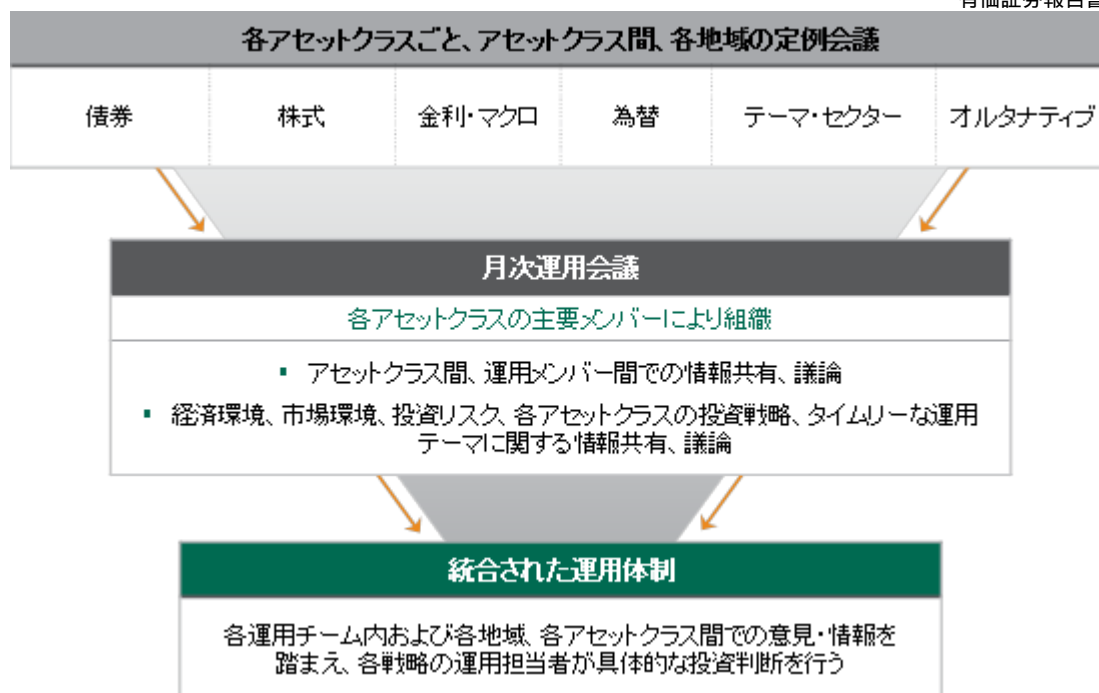 有価証券報告書
各アセットクラスごと、アセットクラス間、各地域の定例会議
債券 株式 金利・マクロ 為替 テーマ・セクター オルタナティブ
月次運用会議
各アセットクラスの主要メンバーにより組織
▪ アセットクラス間、運用メンバー間での情報共有、議論
▪ 経済環境、市場環境、投資リスク、各アセットクラスの投資戦略、タイムリーな運用
テーマに関する情報共有、議論
統合された運用体制
各運用チーム内および各地域、各アセットクラス間での意見・情報を
踏まえ、各戦略の運用担当者が具体的な投資判断を行う